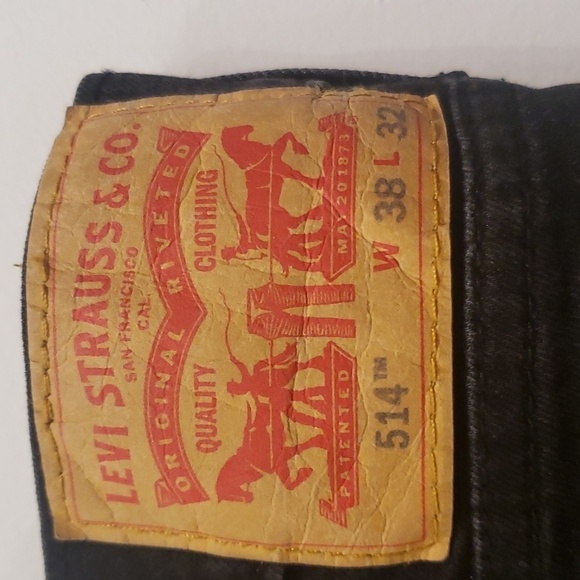 LEVI STRAUSS & CO.
SAN FRANCISCO
CAL.
ORIGINAL RIVETED
QUALITY CLOTHING
PATENTED MAY 20 1873
514™ W 38 L 32